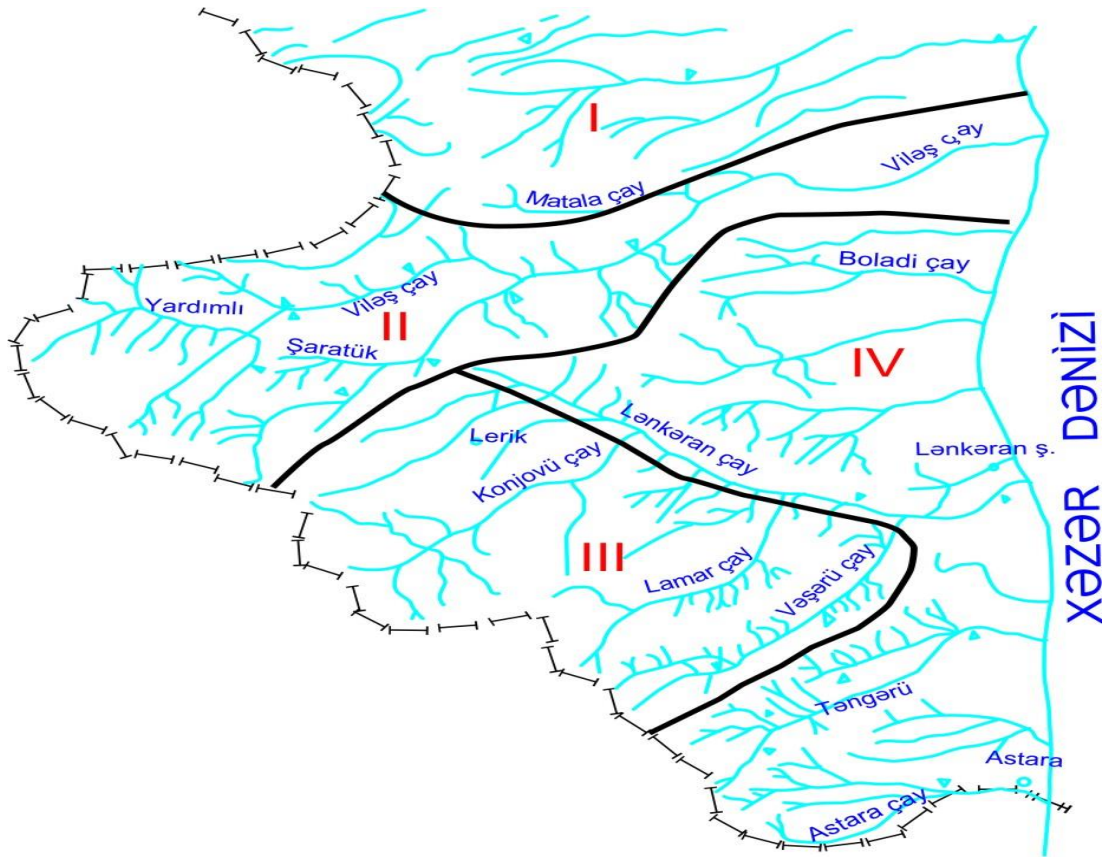 I
Viləş çay
Matala çay
Boladi çay
Viləş çay
Yardımlı
II
Şaratük
IV
XƏZƏR DƏNİZİ
Lerik
Lənkəran çay
Lənkəran ş.
Konjovü çay
III
Lamar çay
Vəşərü çay
Təngərü
Astara
Astara çay